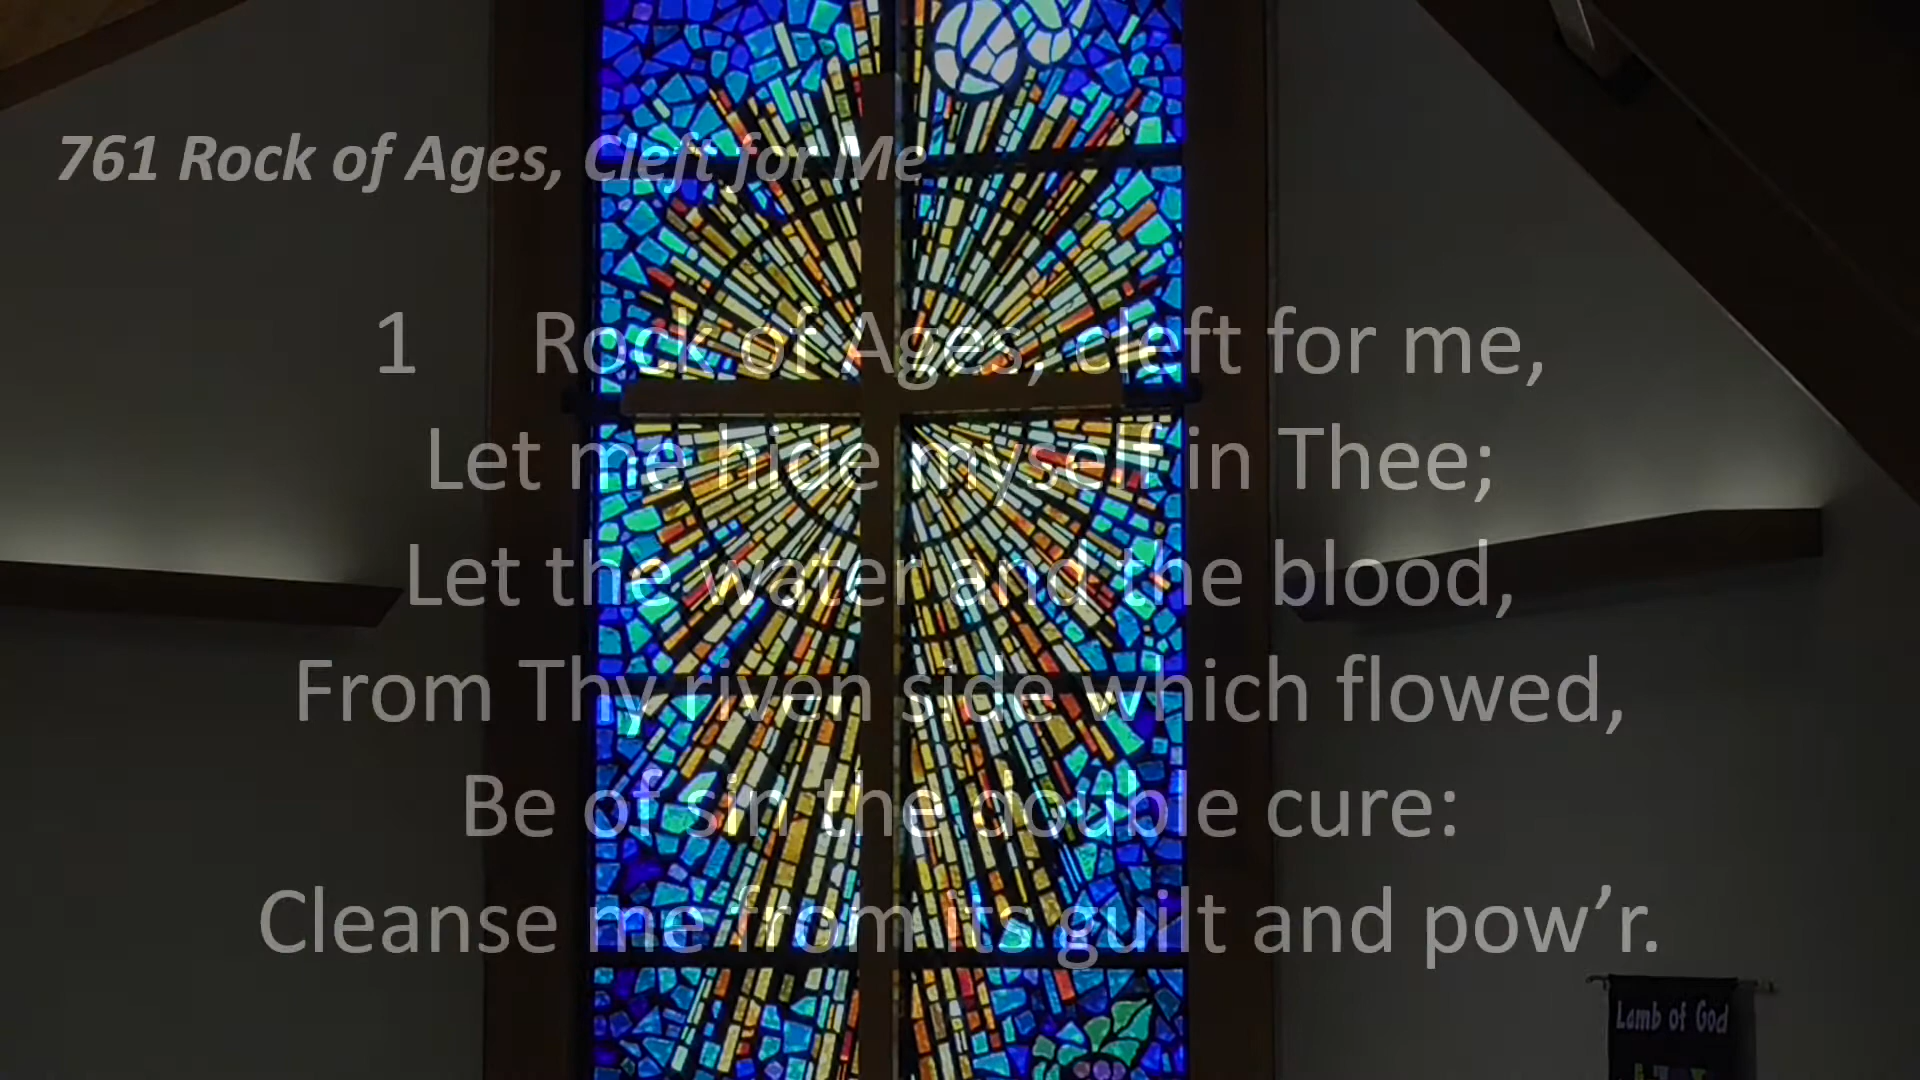 761 Rock of Ages, Cleft for Me
1 Rock of Ages, cleft for me,
Let me hide myself in Thee;
Let the water and the blood,
From Thy riven side which flowed,
Be of sin the double cure:
Cleanse me from its guilt and pow’r.
Lamb of God